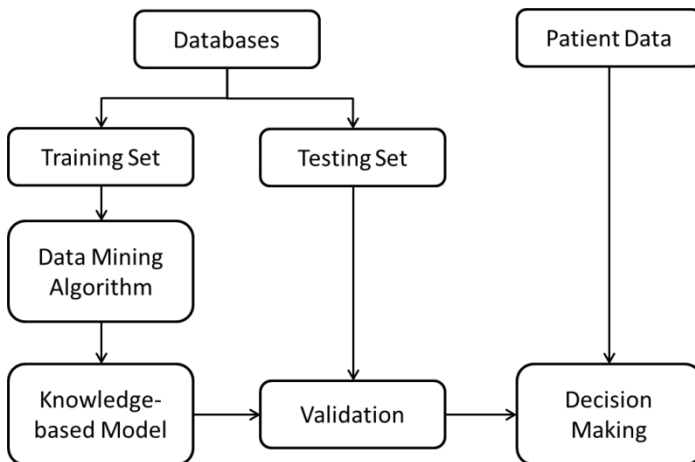 Databases
Patient Data
Training Set
Testing Set
Data Mining
Algorithm
Knowledge-
based Model
Validation
Decision
Making